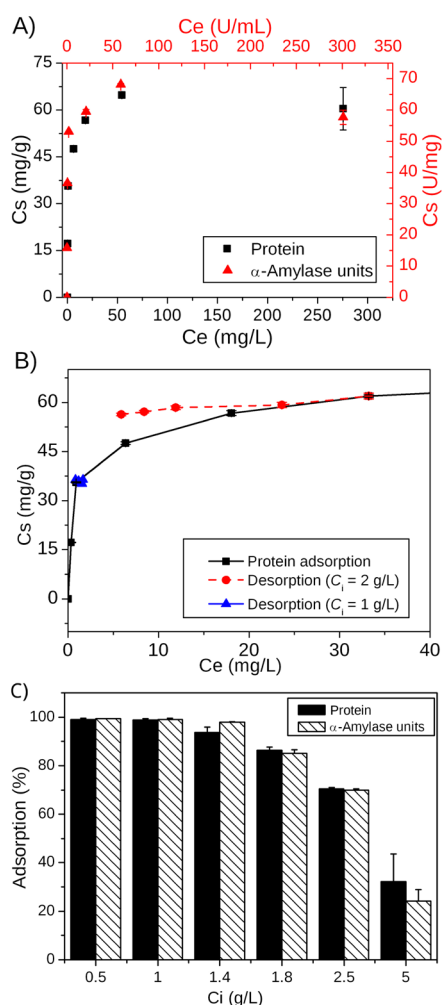 A)
Ce (U/mL)
0 50 100 150 200 250 300 350
75
60
45
30
15
0
Cs (mg/g)
70
60
50
40
30
20
10
0
Cs (U/mg)
Protein
α-Amylase units
0 50 100 150 200 250 300
Ce (mg/L)
B)
60
45
30
15
0
Cs (mg/g)
Protein adsorption
Desorption (Ci = 2 g/L)
Desorption (Ci = 1 g/L)
0 10 20 30 40
Ce (mg/L)
C)
100
80
60
40
20
0
Adsorption (%)
Protein
α-Amylase units
0.5 1 1.4 1.8 2.5 5
Ci (g/L)